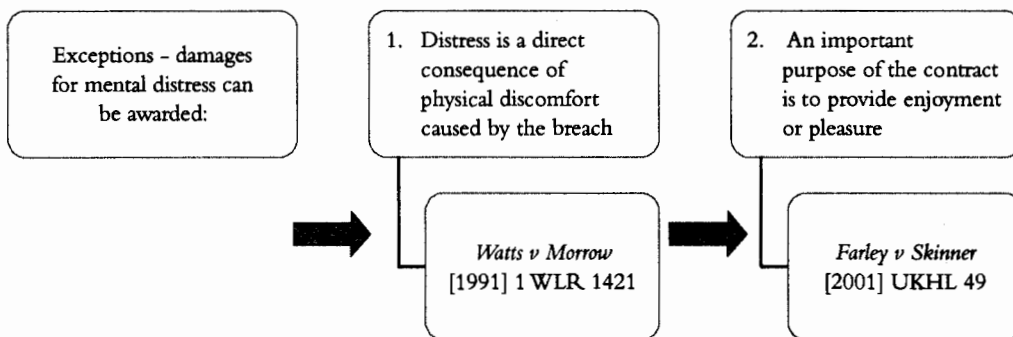 Exceptions – damages
for mental distress can
be awarded:
1. Distress is a direct
consequence of
physical discomfort
caused by the breach
Watts v Morrow
[1991] 1 WLR 1421
2. An important
purpose of the contract
is to provide enjoyment
or pleasure
Farley v Skinner
[2001] UKHL 49